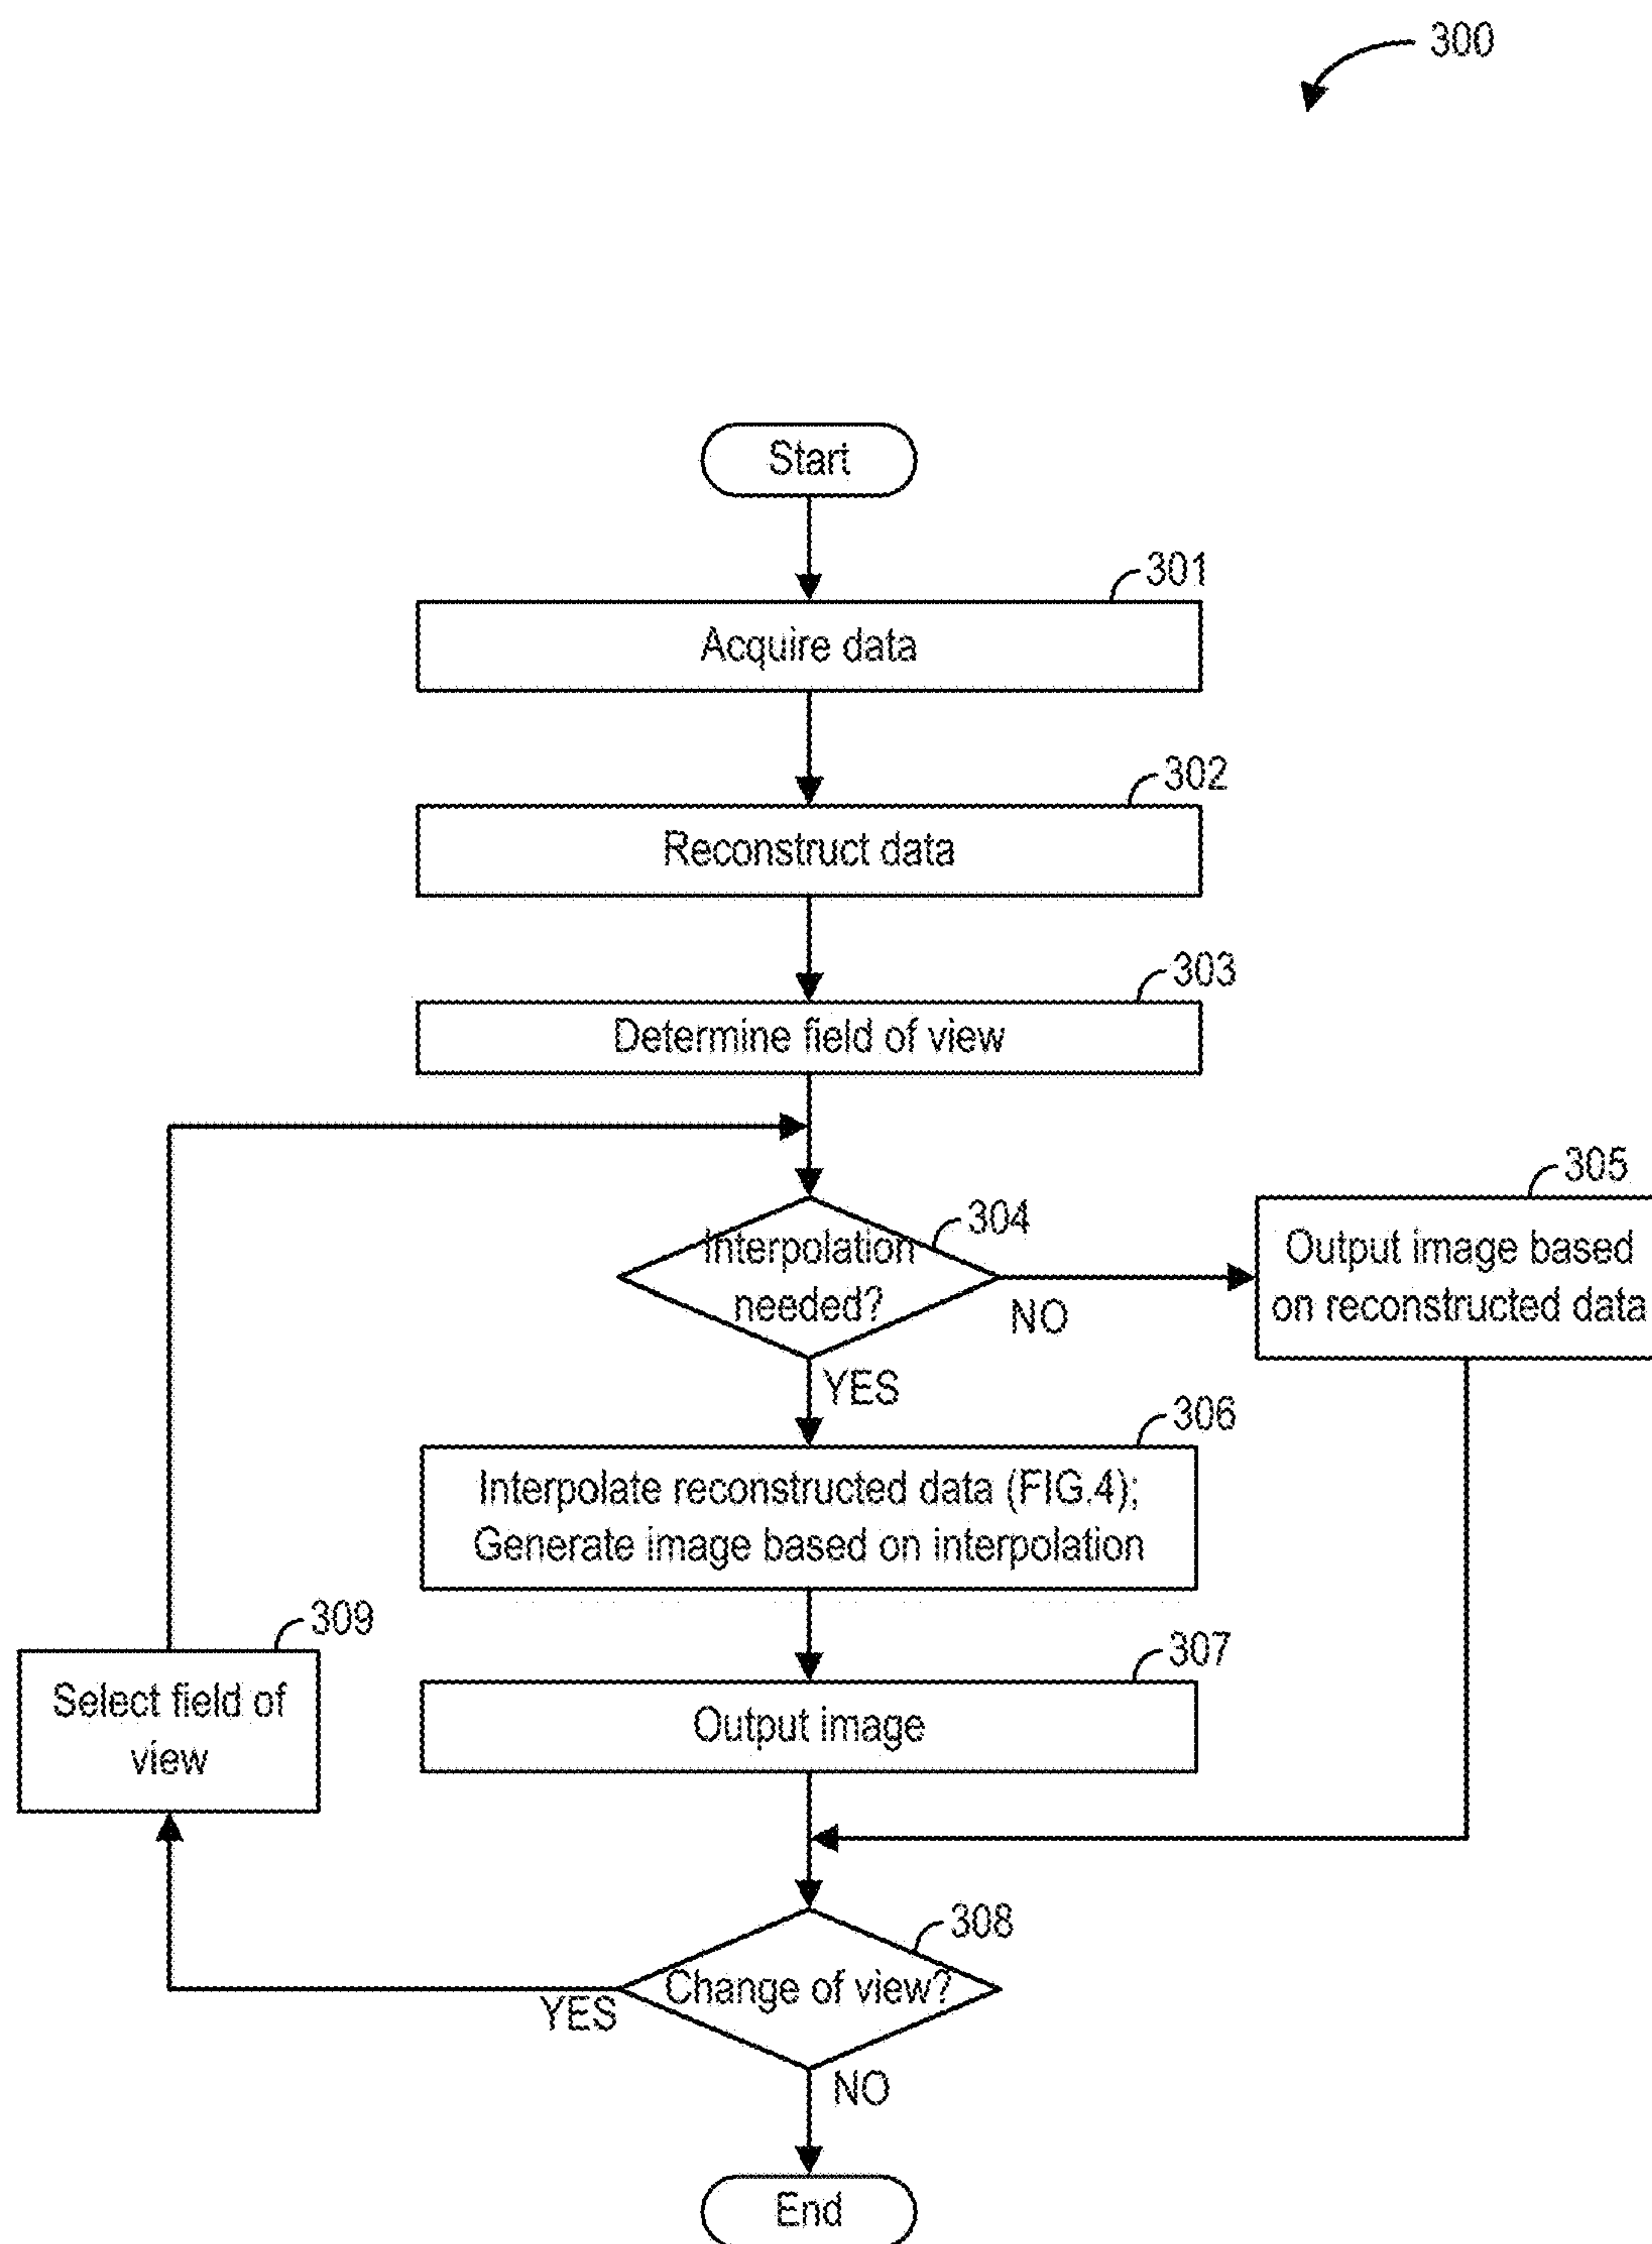 300
Start
301
Acquire data
302
Reconstruct data
303
Determine field of view
304
Interpolation
needed?
NO
YES
305
Output image based
on reconstructed data
306
Interpolate reconstructed data (FIG.4);
Generate image based on interpolation
307
Output image
309
Select field of
view
308
Change of view?
YES
NO
End